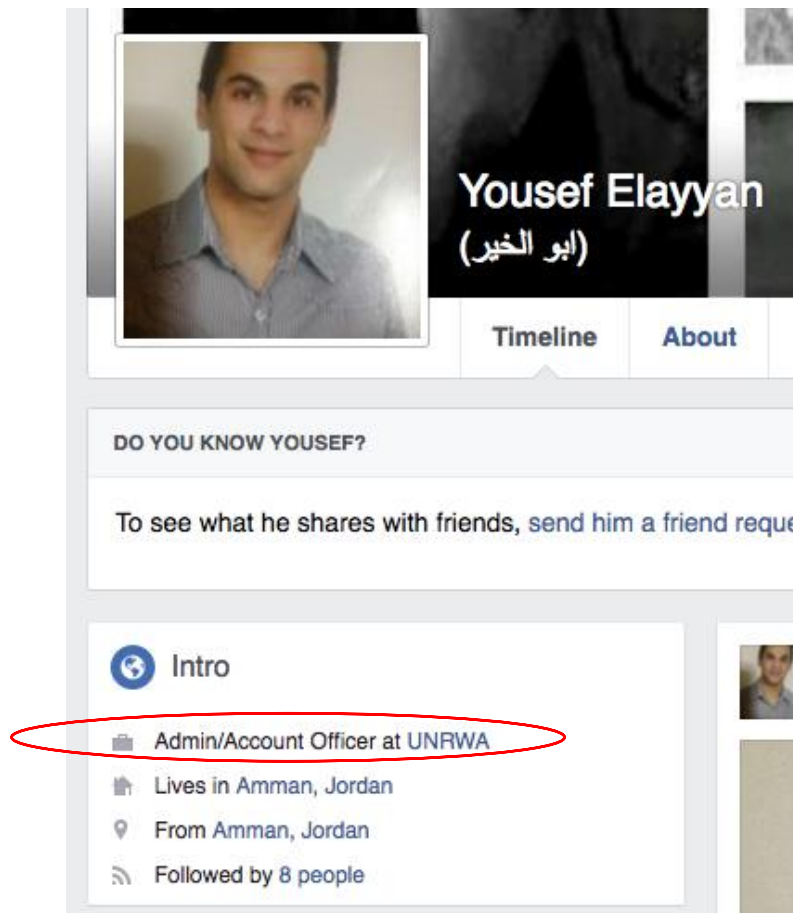 Yousef Elayyan
(ابو الخير)
Timeline
About
DO YOU KNOW YOUSEF?
To see what he shares with friends, send him a friend reque
Intro
Admin/Account Officer at UNRWA
Lives in Amman, Jordan
From Amman, Jordan
Followed by 8 people